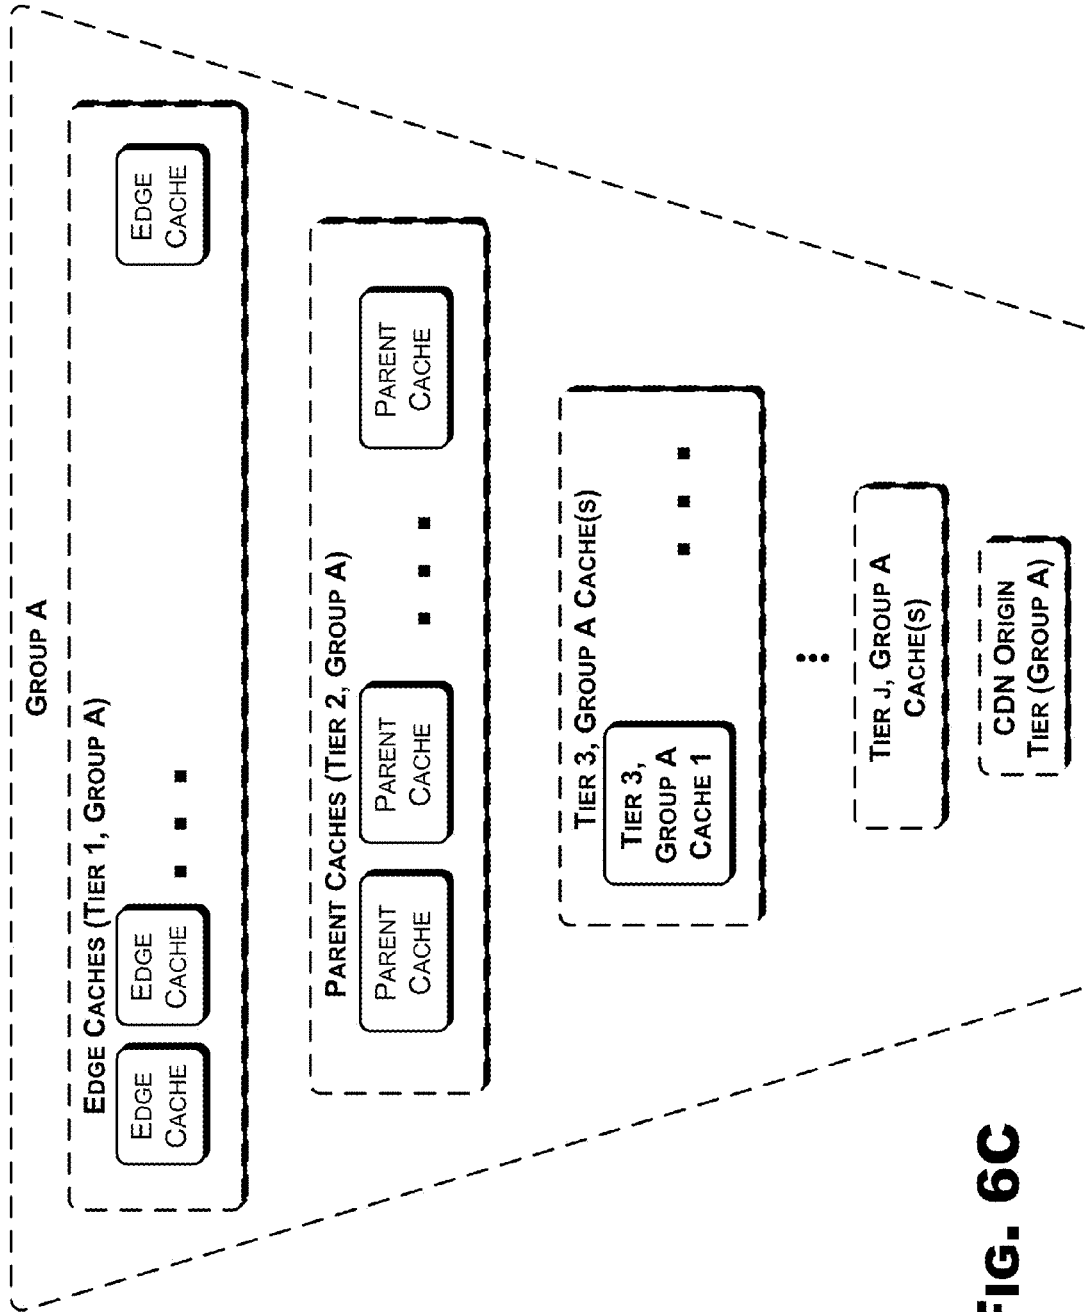 GROUP A
EDGE CACHES (TIER 1, GROUP A)
EDGE
CACHE
EDGE
CACHE
EDGE
CACHE
PARENT CACHES (TIER 2, GROUP A)
PARENT
CACHE
PARENT
CACHE
PARENT
CACHE
TIER 3, GROUP A CACHE(S)
TIER 3,
GROUP A
CACHE 1
TIER J, GROUP A
CACHE(S)
CDN ORIGIN
TIER (GROUP A)
FIG. 6C